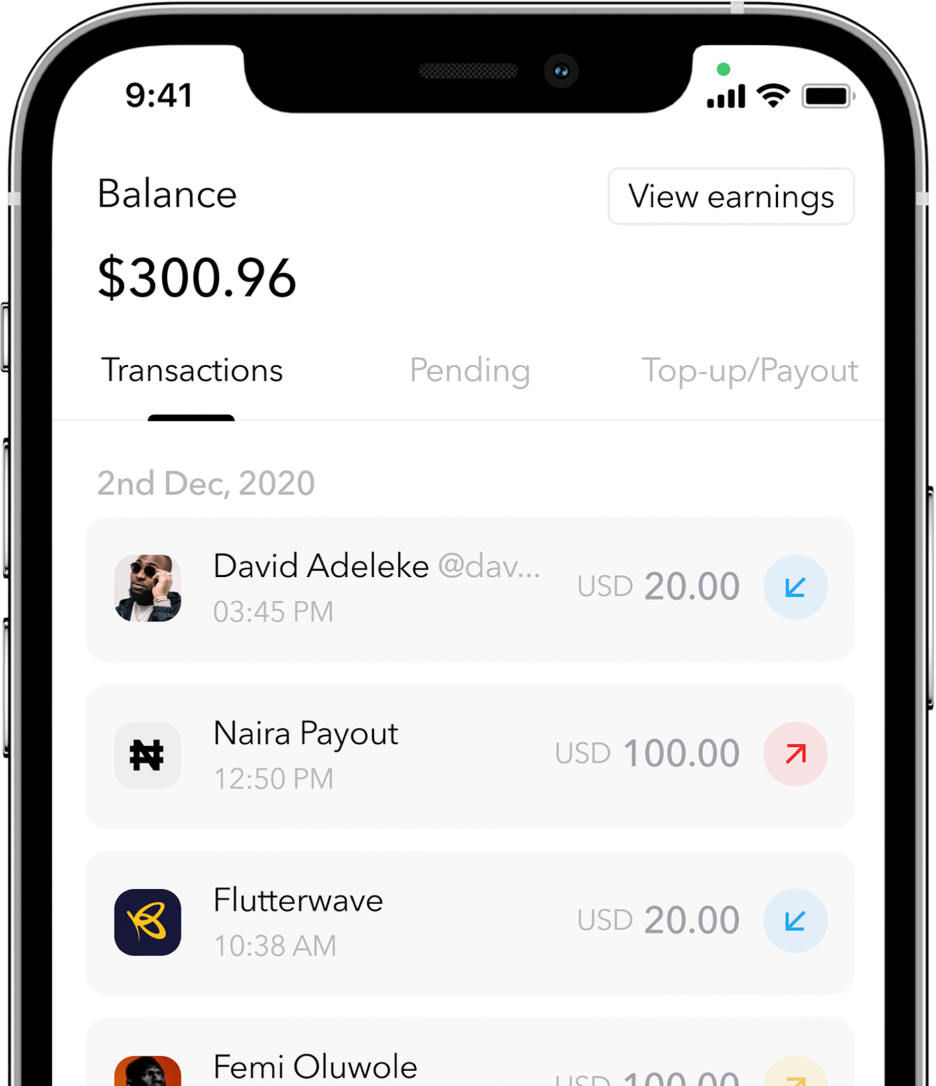 9:41
Balance
View earnings
$300.96
Transactions Pending Top-up/Payout
2nd Dec, 2020
David Adeleke @dav...
03:45 PM
USD 20.00
Naira Payout
12:50 PM
USD 100.00
Flutterwave
10:38 AM
USD 20.00
Femi Oluwole
USD 100.00